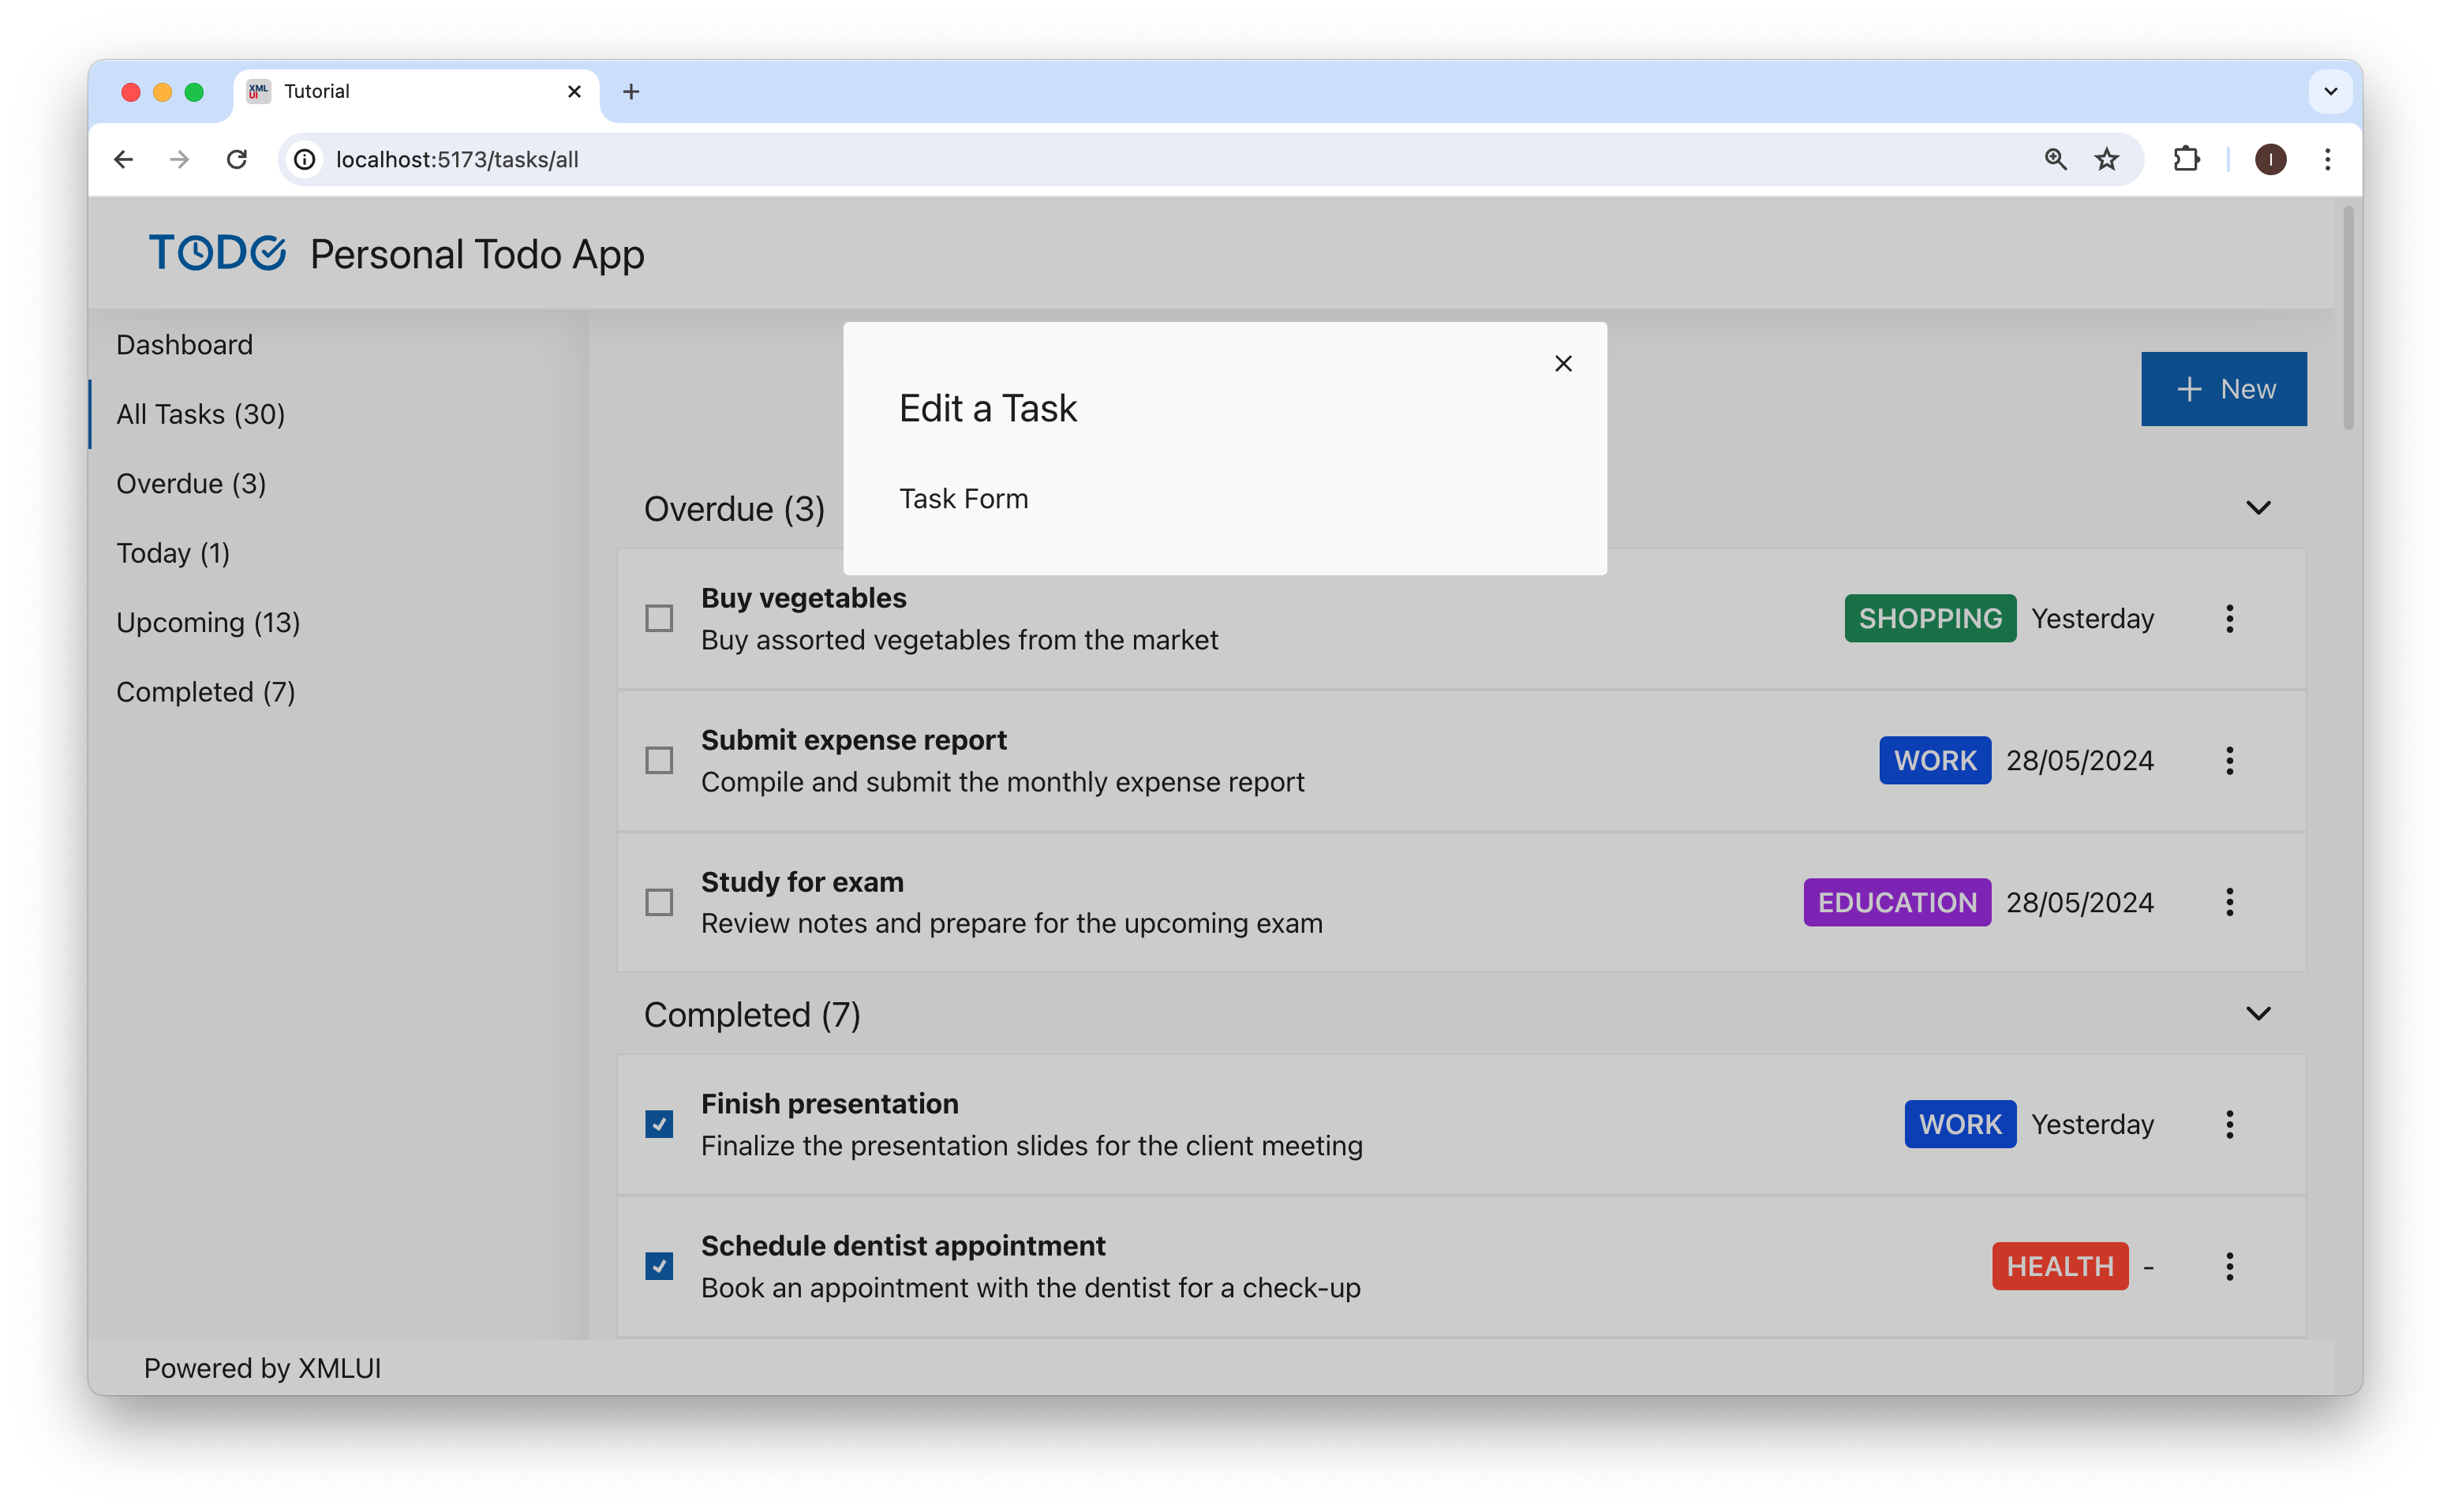 XML
UI
Tutorial
localhost:5173/tasks/all
I
TODO
Personal Todo App
Dashboard
All Tasks (30)
Overdue (3)
Today (1)
Upcoming (13)
Completed (7)
Edit a Task
Task Form
New
Overdue (3)
Buy vegetables
Buy assorted vegetables from the market
SHOPPING Yesterday
Submit expense report
Compile and submit the monthly expense report
WORK 28/05/2024
Study for exam
Review notes and prepare for the upcoming exam
EDUCATION 28/05/2024
Completed (7)
Finish presentation
Finalize the presentation slides for the client meeting
WORK Yesterday
Schedule dentist appointment
Book an appointment with the dentist for a check-up
HEALTH -
Powered by XMLUI